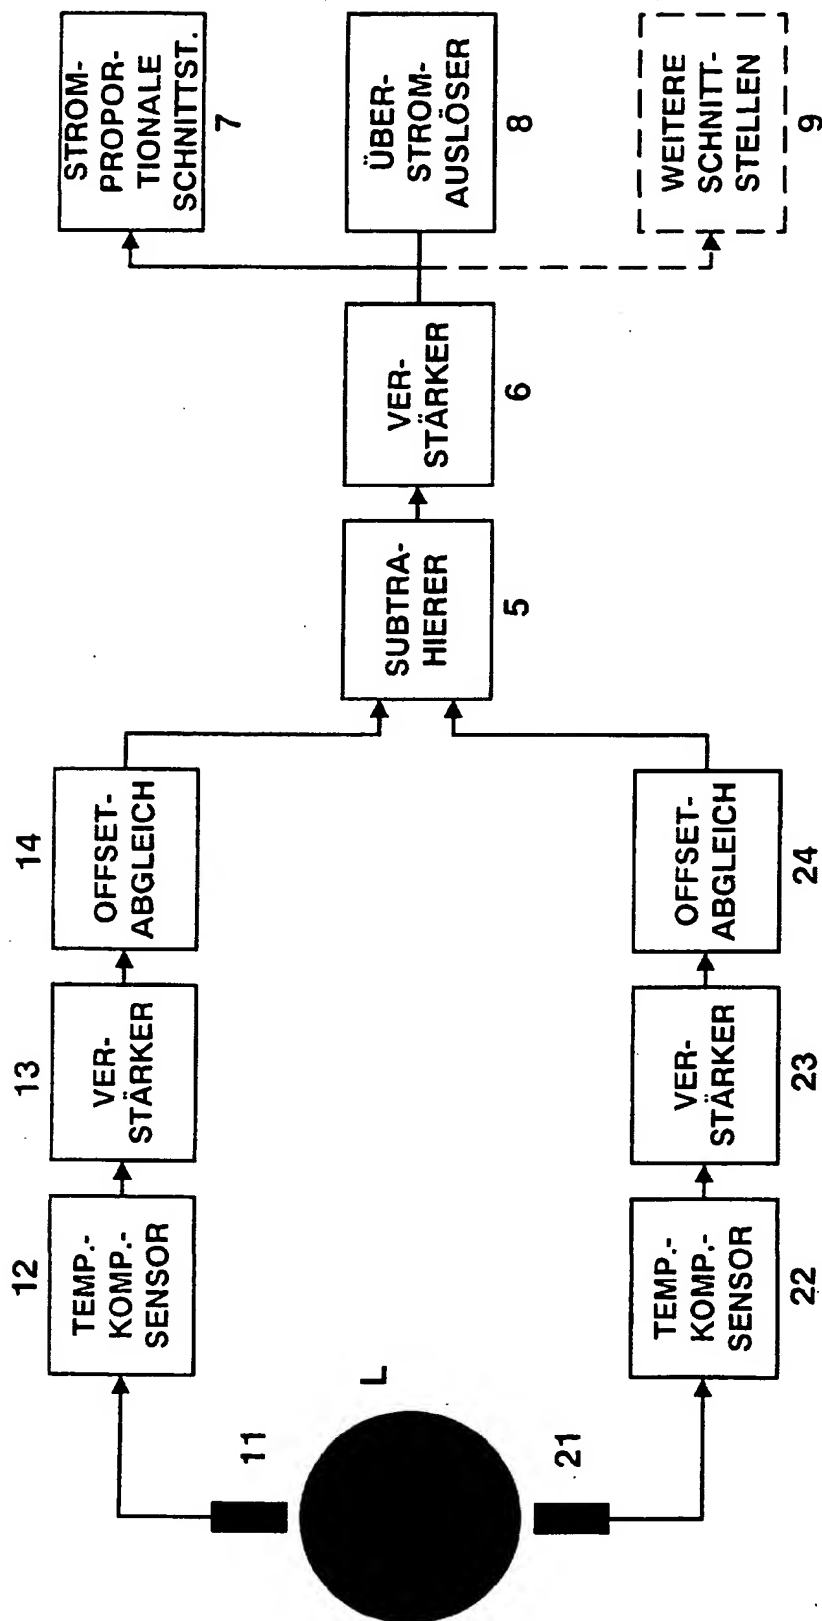 12
TEMP.-
KOMP.-
SENSOR
13
VER-
STÄRKER
14
OFFSET-
ABGLEICH
11
L
21
SUBTRA-
HIERER
5
VER-
STÄRKER
6
STROM-
PROPOR-
TIONALE
SCHNITTST.
7
ÜBER-
STROM-
AUSLÖSER
8
WEITERE
SCHNITT-
STELLEN
9
TEMP.-
KOMP.-
SENSOR
22
VER-
STÄRKER
23
OFFSET-
ABGLEICH
24